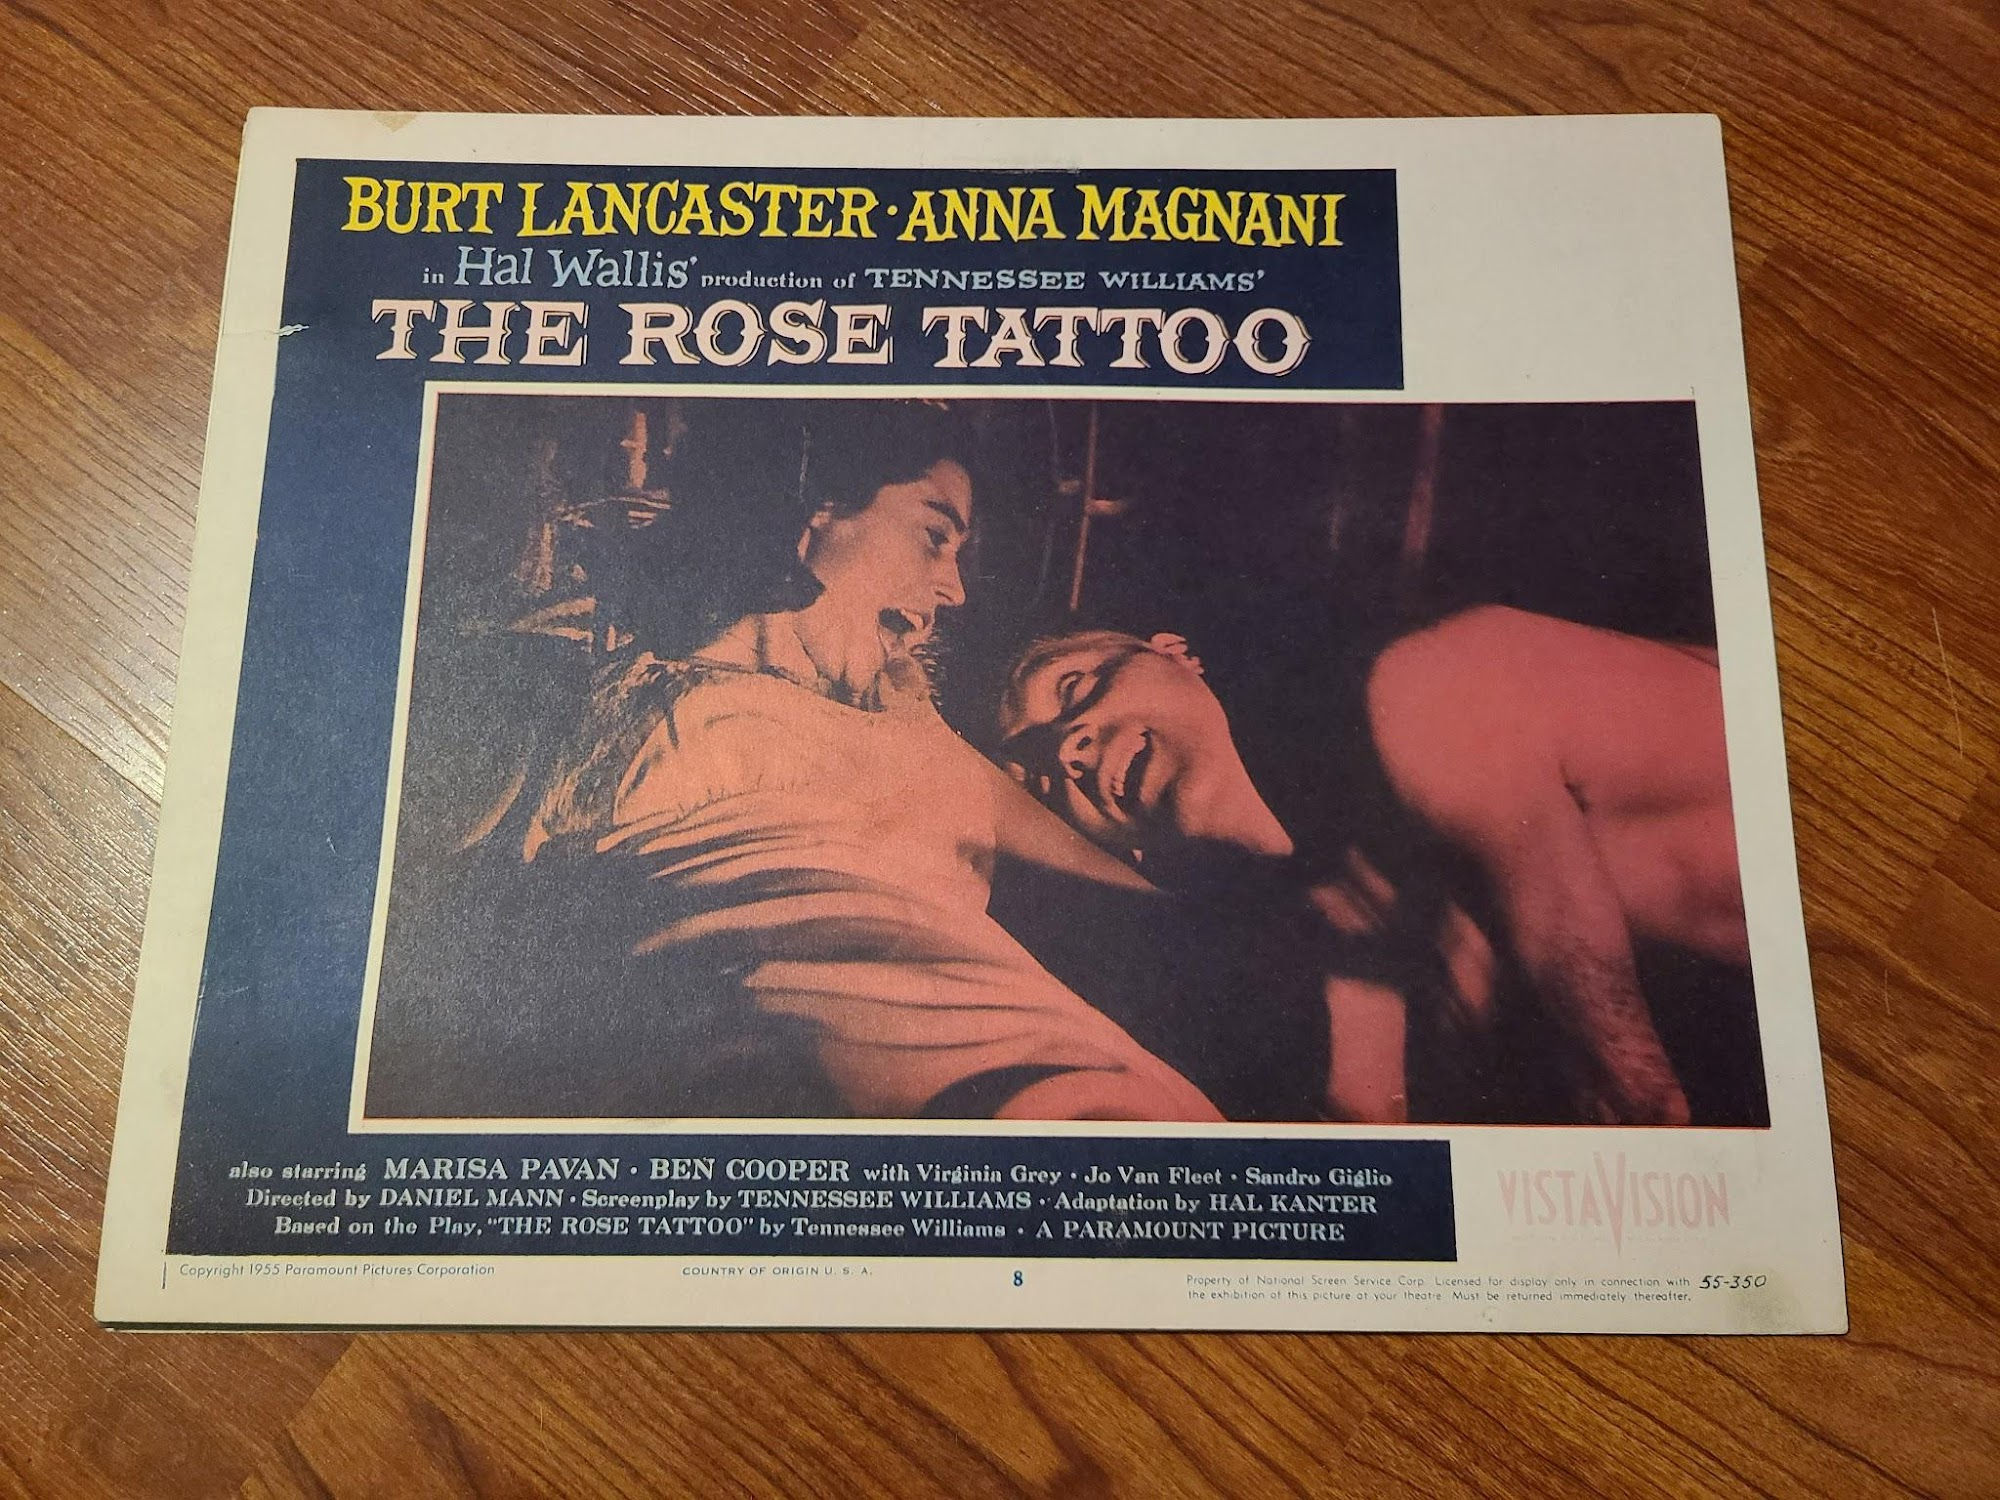 BURT LANCASTER · ANNA MAGNANI
in Hal Wallis' production of TENNESSEE WILLIAMS'
THE ROSE TATTOO
also starring MARISA PAVAN · BEN COOPER with Virginia Grey · Jo Van Fleet · Sandro Giglio
Directed by DANIEL MANN · Screenplay by TENNESSEE WILLIAMS · Adaptation by HAL KANTER
Based on the Play, "THE ROSE TATTOO" by Tennessee Williams · A PARAMOUNT PICTURE
VISTAVISION
Copyright 1955 Paramount Pictures Corporation
COUNTRY OF ORIGIN U. S. A.
8
Property of National Screen Service Corp. Licensed for display only in connection with
the exhibition of this picture at your theatre. Must be returned immediately thereafter.
55-350